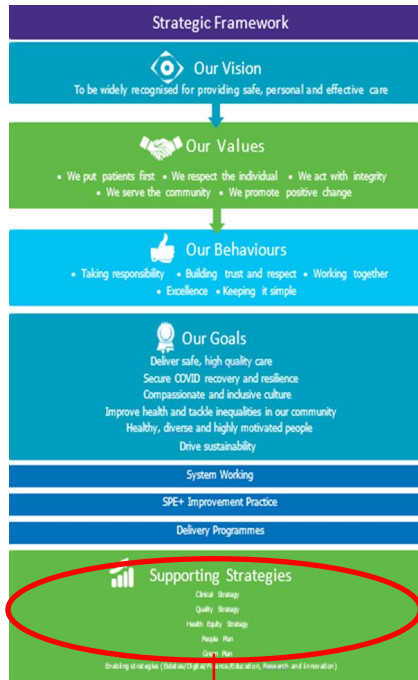 Strategic Framework
Our Vision
To be widely recognised for providing safe, personal and effective care
Our Values
• We put patients first • We respect the individual • We act with integrity
• We serve the community • We promote positive change
Our Behaviours
• Taking responsibility • Building trust and respect • Working together
• Excellence • Keeping it simple
Our Goals
Deliver safe, high quality care
Secure COVID recovery and resilience
Compassionate and inclusive culture
Improve health and tackle inequalities in our community
Healthy, diverse and highly motivated people
Drive sustainability
System Working
SPE+ Improvement Practice
Delivery Programmes
Supporting Strategies
Clinical Strategy
Quality Strategy
Health Equity Strategy
People Plan
Green Plan
Enabling strategies (Estates/Digital/Finance/Education, Research and Innovation)